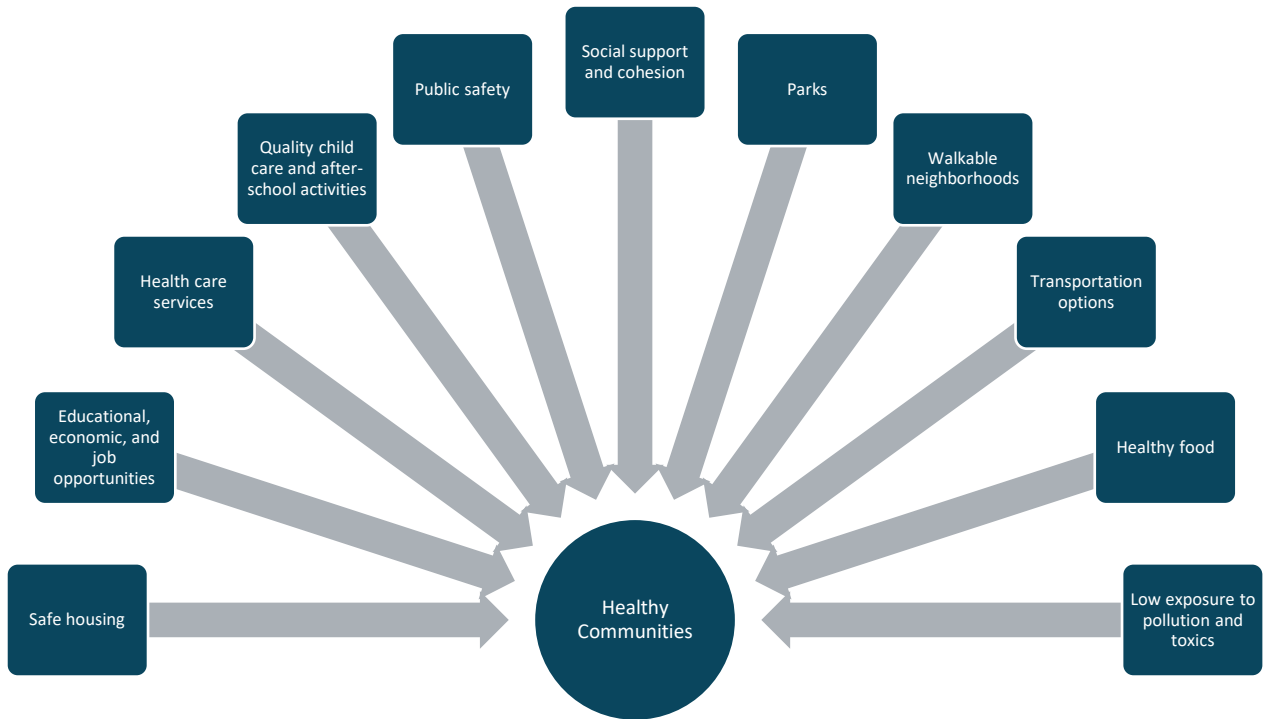 Social support
and cohesion
Public safety
Parks
Quality child
care and after-
school activities
Walkable
neighborhoods
Health care
services
Transportation
options
Educational,
economic, and
job
opportunities
Healthy food
Safe housing
Healthy
Communities
Low exposure to
pollution and
toxics